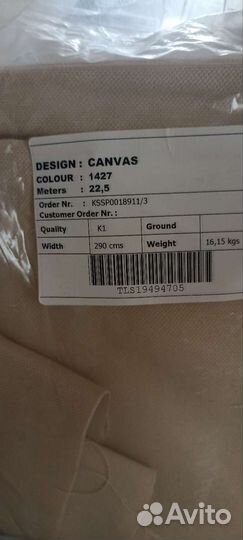 DESIGN : CANVAS
COLOUR : 1427
Meters : 22,5
Order Nr. : KSSP0018911/3
Customer Order Nr. :
Quality K1 Ground
Width 290 cms Weight 16,15 kgs
TLS19494705
Avito